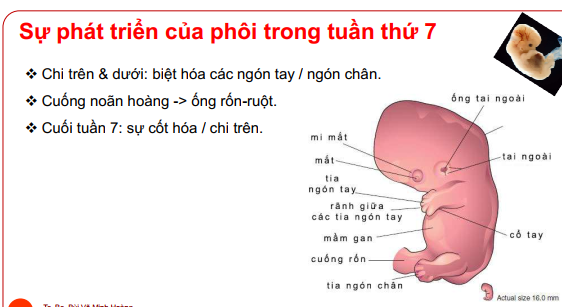 Sự phát triển của phôi trong tuần thứ 7
❖ Chi trên & dưới: biệt hóa các ngón tay / ngón chân.
❖ Cuống noãn hoàng -> ống rốn-ruột.
❖ Cuối tuần 7: sự cốt hóa / chi trên.
ống tai ngoài
mi mắt
mắt
tai ngoài
tia
ngón tay
rãnh giữa
các tia ngón tay
mầm gan
cổ tay
cuống rốn
tia ngón chân
Actual size 16.0 mm